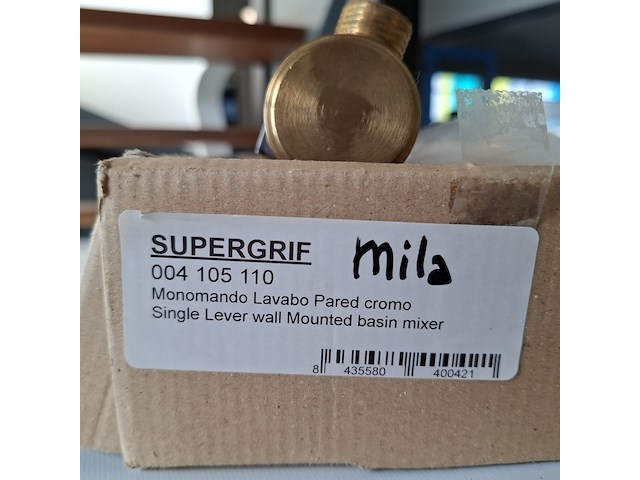 SUPERGRIF mila
004 105 110
Monomando Lavabo Pared cromo
Single Lever wall Mounted basin mixer
8 435580 400421